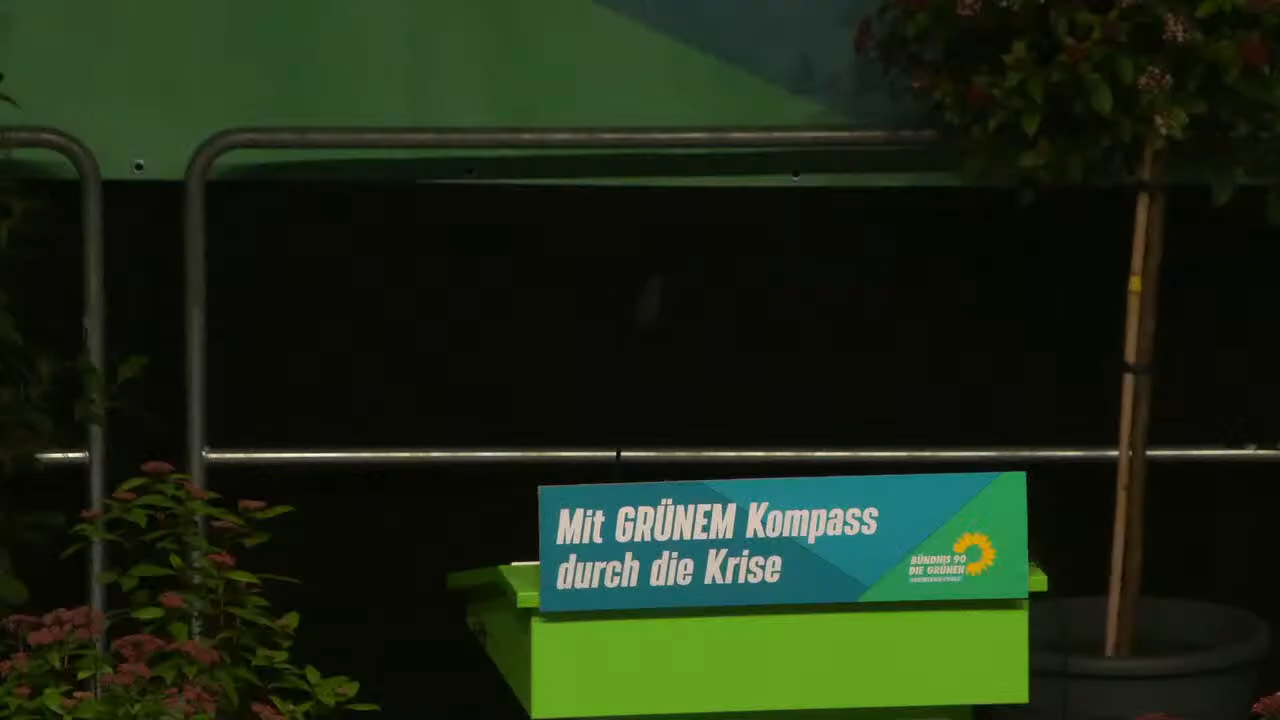 Mit GRÜNEM Kompass
durch die Krise
BÜNDNIS 90
DIE GRÜNEN